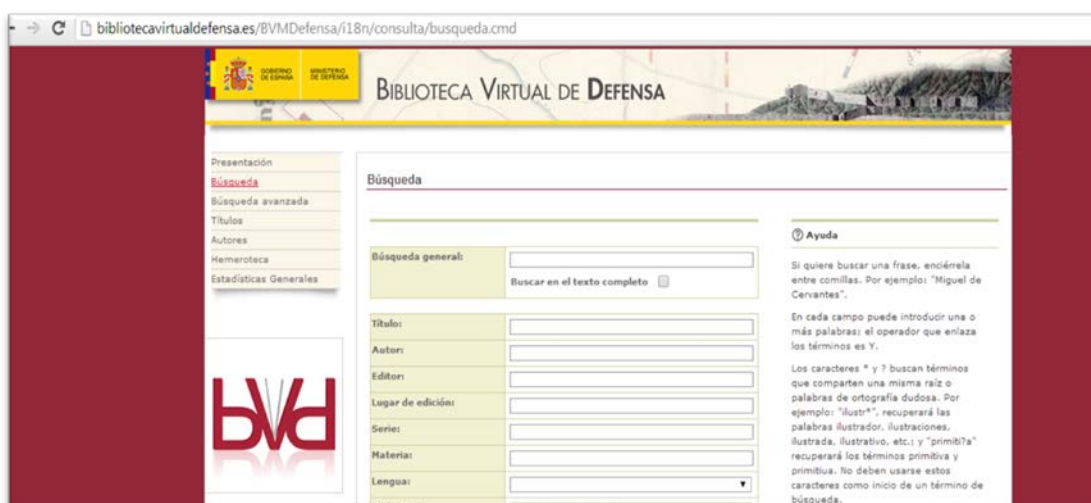 bibliotecavirtualdefensa.es/BVMDefensa/i18n/consulta/busqueda.cmd
GOBIERNO MINISTERIO
DE ESPAÑA DE DEFENSA
BIBLIOTECA VIRTUAL DE DEFENSA
Presentación
Búsqueda
Búsqueda avanzada
Títulos
Autores
Hemeroteca
Estadísticas Generales
bVd
Búsqueda
Búsqueda general:
Buscar en el texto completo
Título:
Autor:
Editor:
Lugar de edición:
Serie:
Materia:
Lengua:
Ayuda
Si quiere buscar una frase, enciérrela
entre comillas. Por ejemplo: "Miguel de
Cervantes".
En cada campo puede introducir una o
más palabras; el operador que enlaza
los términos es Y.
Los caracteres * y ? buscan términos
que comparten una misma raíz o
palabras de ortografía dudosa. Por
ejemplo: "ilustr*", recuperará las
palabras ilustrador, ilustraciones,
ilustrada, ilustrativo, etc.; y "primiti?a"
recuperará los términos primitiva y
primitiua. No deben usarse estos
caracteres como inicio de un término de
búsqueda.